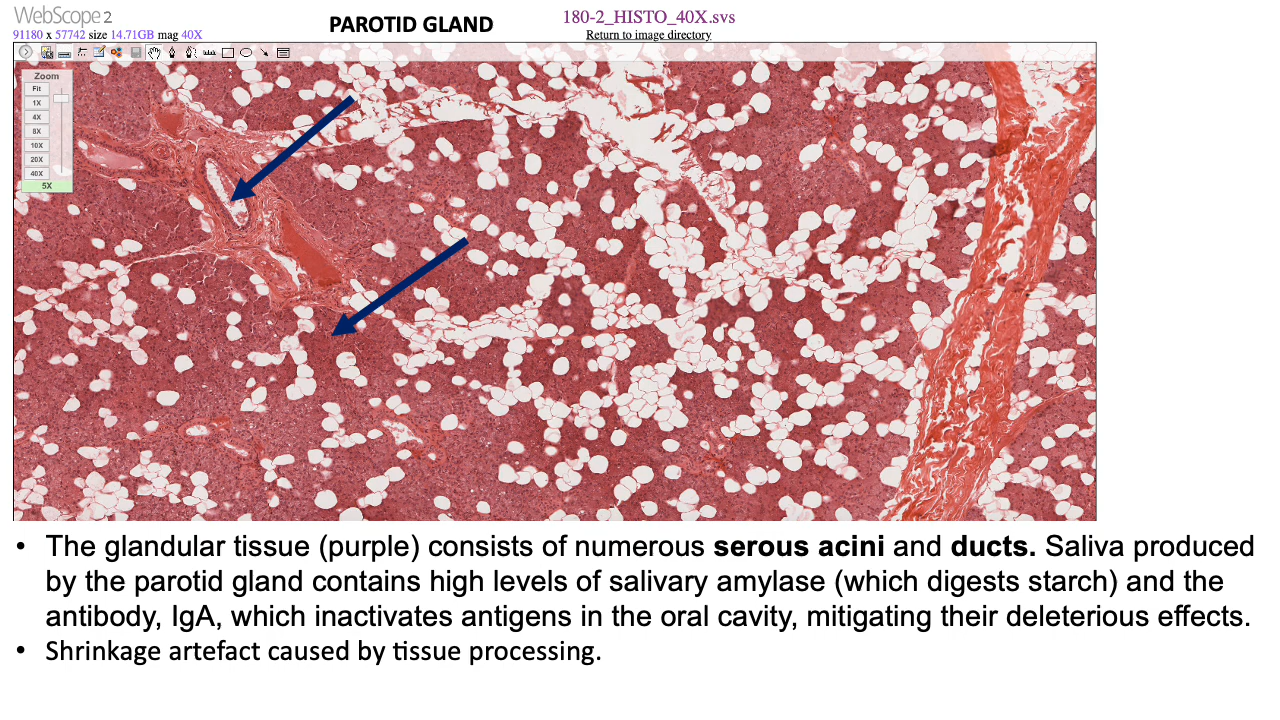 WebScope 2
PAROTID GLAND
180-2_HISTO_40X.svs
91180 x 57742 size 14.71GB mag 40X
Return to image directory
Zoom
Fit
1X
4X
8X
10X
20X
40X
5X
• The glandular tissue (purple) consists of numerous serous acini and ducts. Saliva produced
by the parotid gland contains high levels of salivary amylase (which digests starch) and the
antibody, IgA, which inactivates antigens in the oral cavity, mitigating their deleterious effects.
• Shrinkage artefact caused by tissue processing.